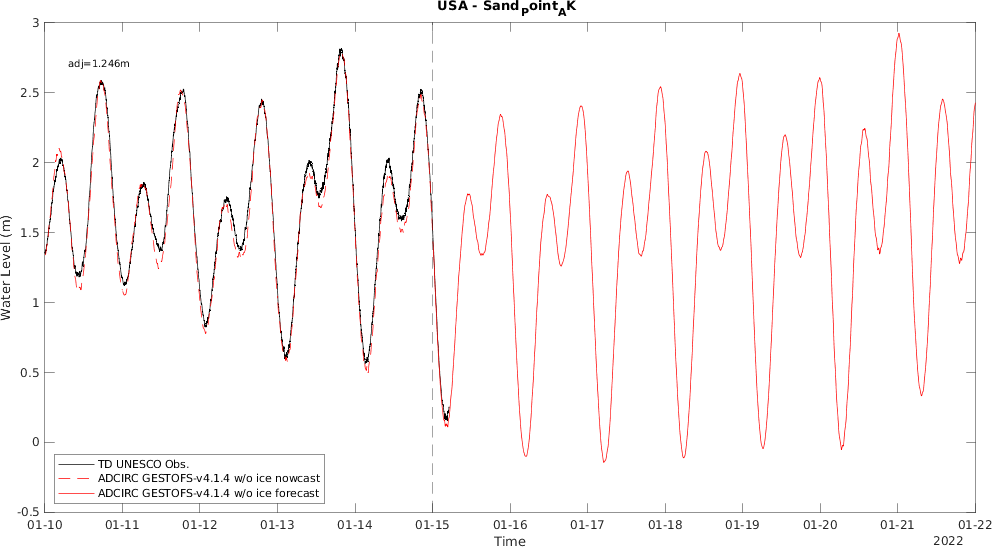 USA - Sand_Point_AK
adj=1.246m
3
2.5
2
1.5
1
0.5
0
-0.5
Water Level (m)
TD UNESCO Obs.
ADCIRC GESTOFS-v4.1.4 w/o ice nowcast
ADCIRC GESTOFS-v4.1.4 w/o ice forecast
01-10 01-11 01-12 01-13 01-14 01-15 01-16 01-17 01-18 01-19 01-20 01-21 01-22
Time
2022